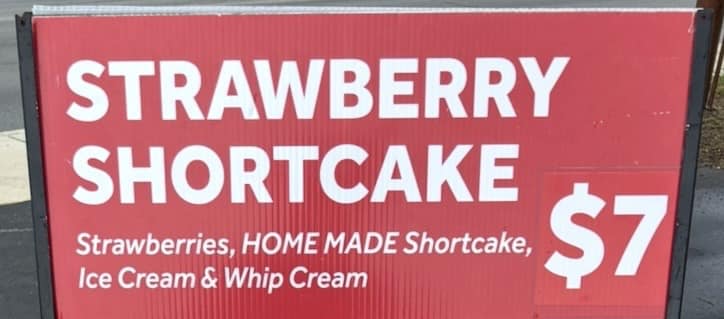 STRAWBERRY
SHORTCAKE
Strawberries, HOME MADE Shortcake,
Ice Cream & Whip Cream
$7